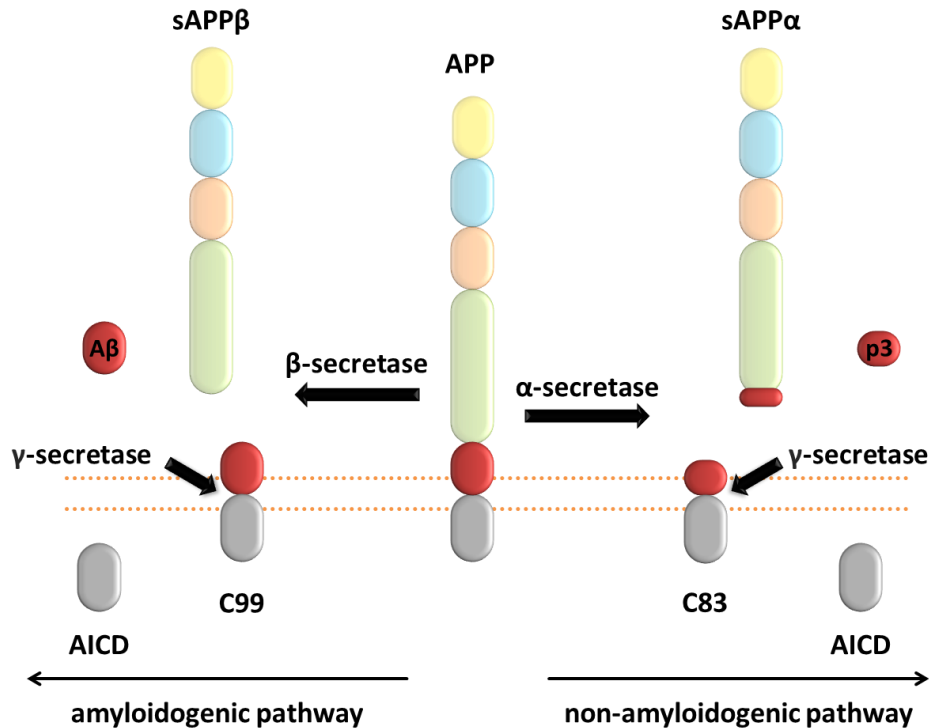 sAPPβ
sAPPα
APP
Aβ
p3
β-secretase
α-secretase
γ-secretase
γ-secretase
C99
C83
AICD
AICD
amyloidogenic pathway
non-amyloidogenic pathway